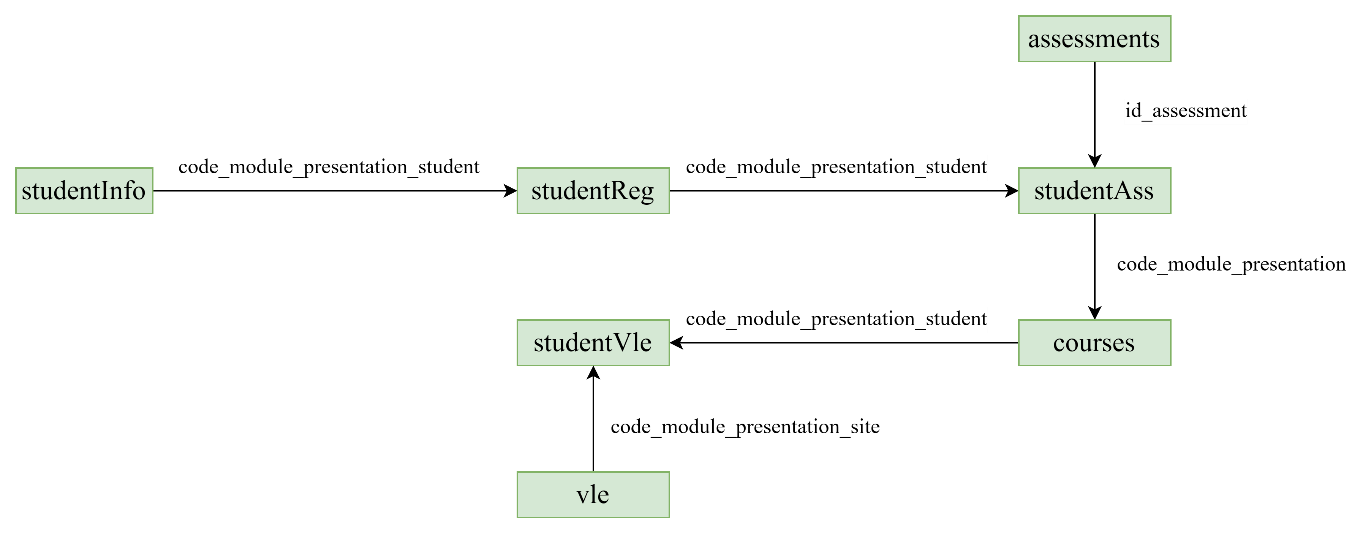 assessments
id_assessment
code_module_presentation_student
code_module_presentation_student
studentInfo
studentReg
studentAss
code_module_presentation
code_module_presentation_student
studentVle
courses
code_module_presentation_site
vle